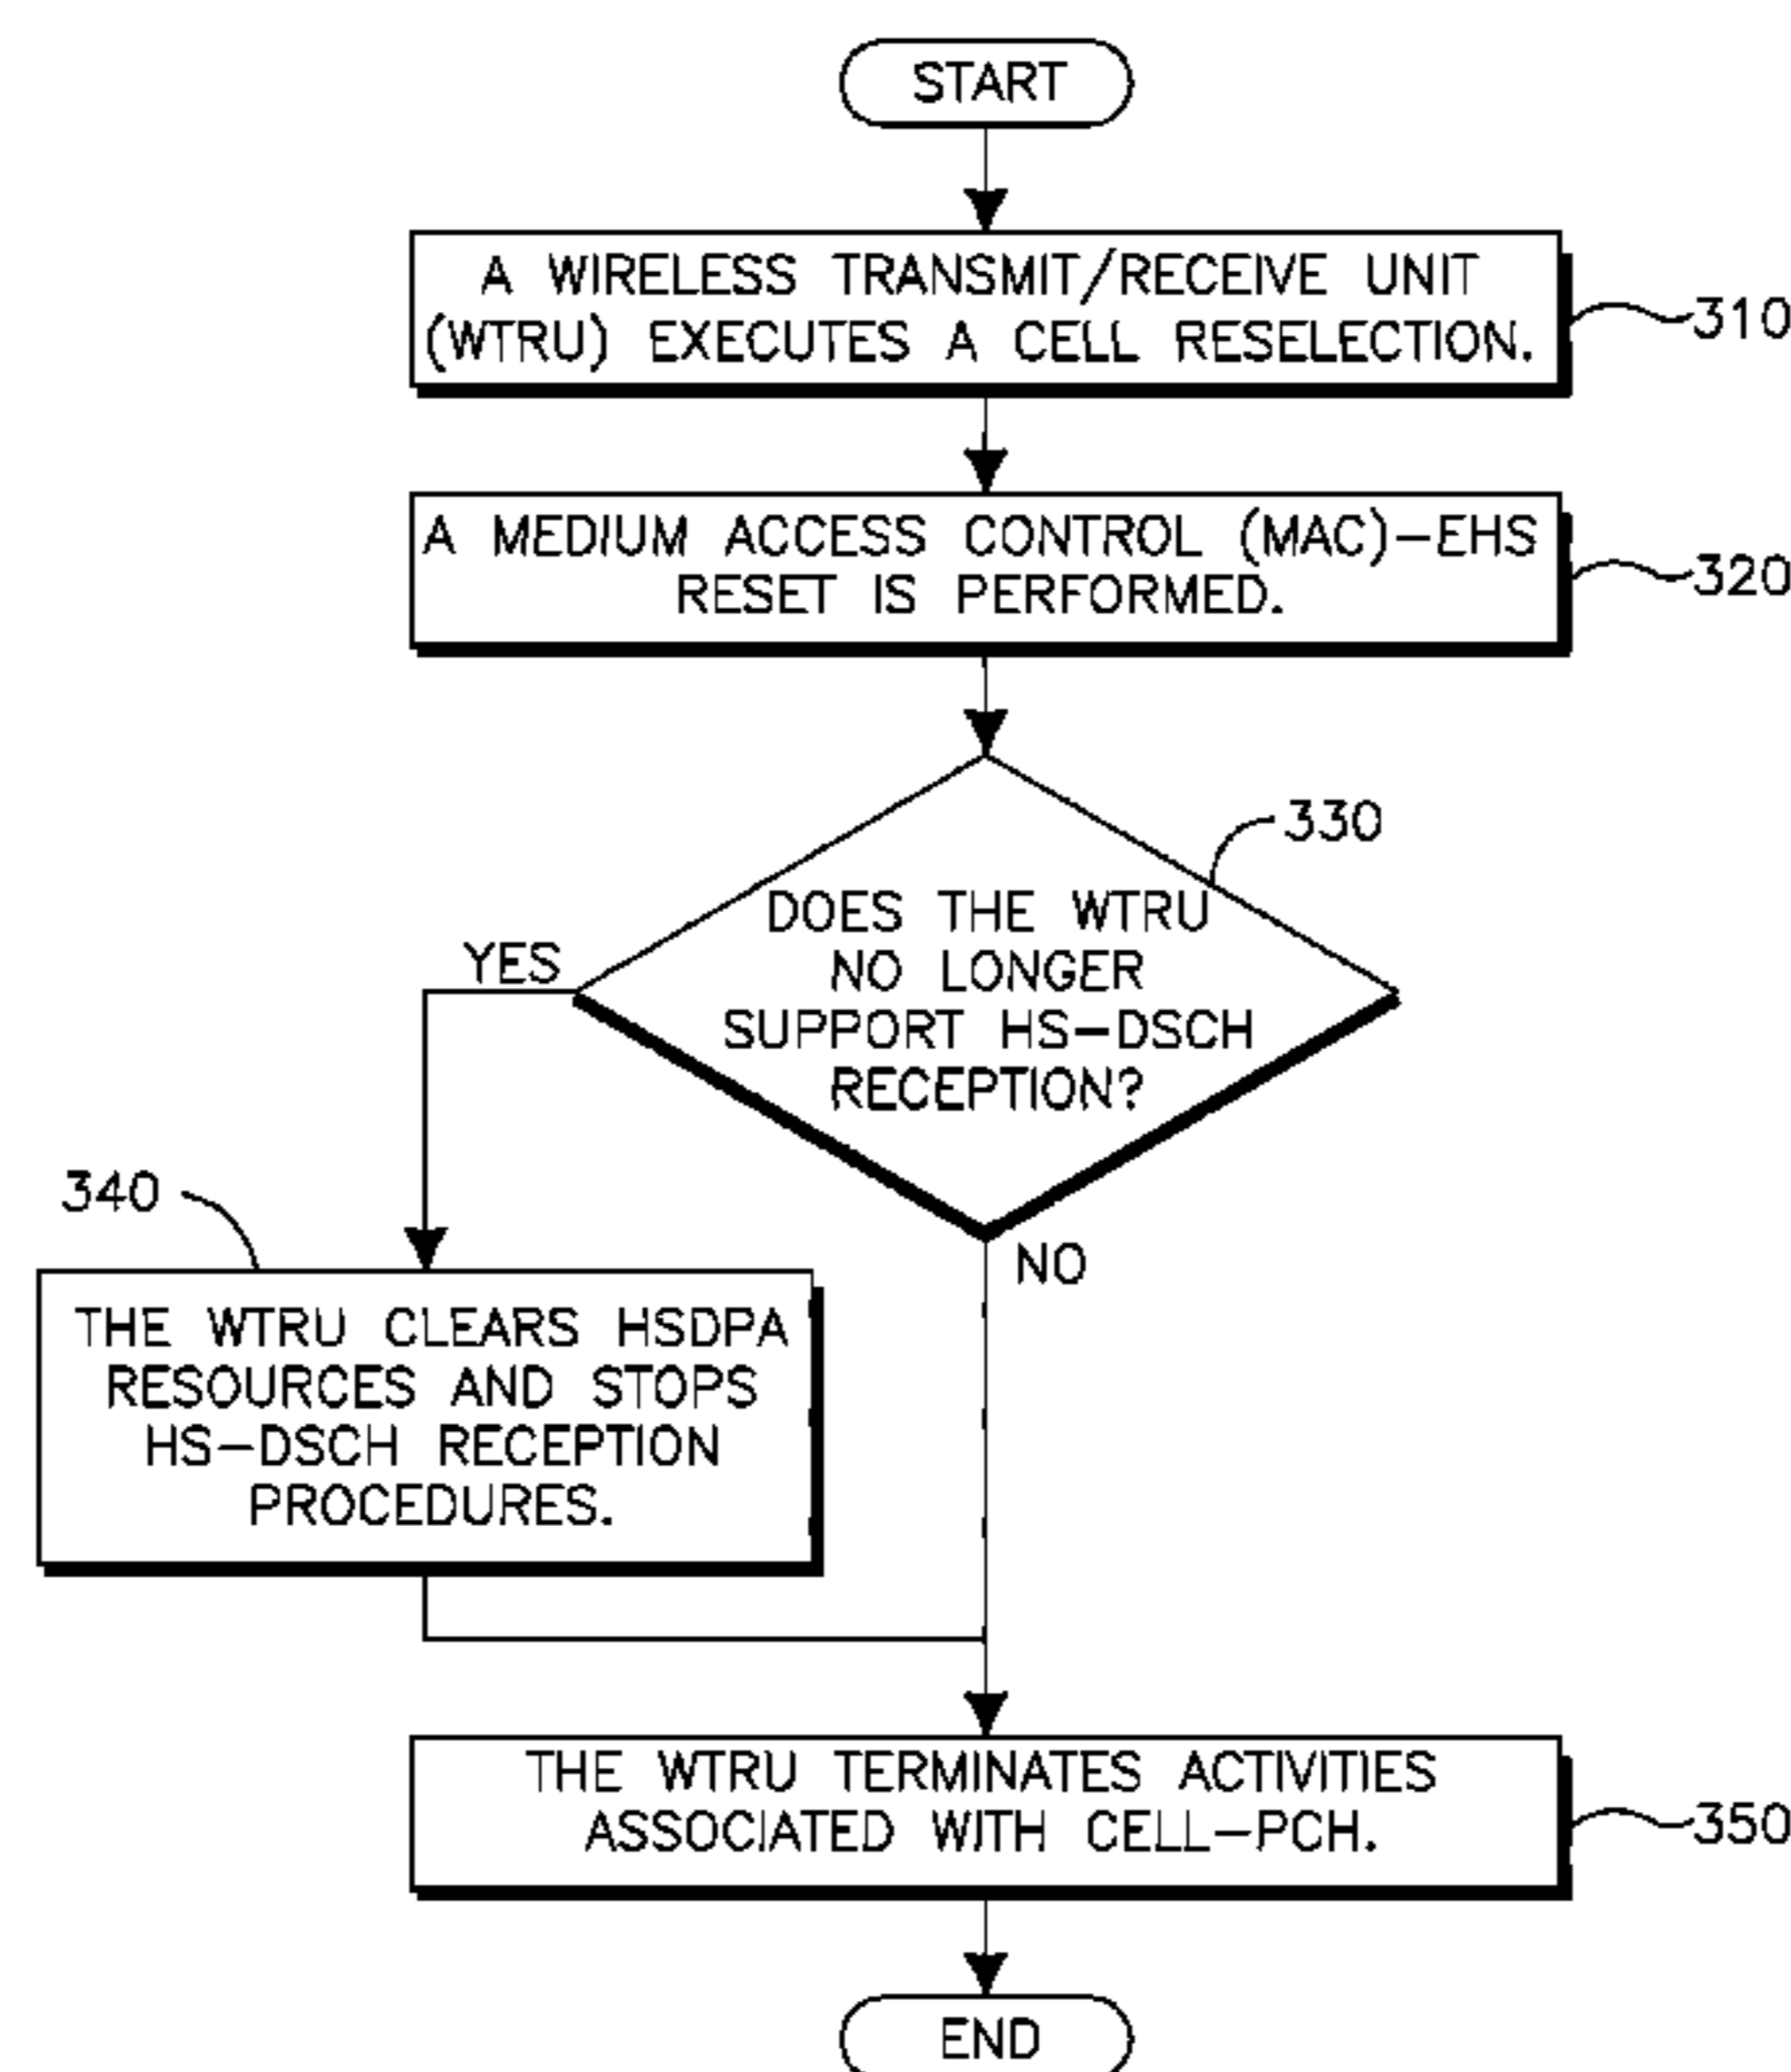 START
A WIRELESS TRANSMIT/RECEIVE UNIT
(WTRU) EXECUTES A CELL RESELECTION.
310
A MEDIUM ACCESS CONTROL (MAC)-EHS
RESET IS PERFORMED.
320
330
DOES THE WTRU
NO LONGER
SUPPORT HS-DSCH
RECEPTION?
YES
NO
340
THE WTRU CLEARS HSDPA
RESOURCES AND STOPS
HS-DSCH RECEPTION
PROCEDURES.
THE WTRU TERMINATES ACTIVITIES
ASSOCIATED WITH CELL-PCH.
350
END